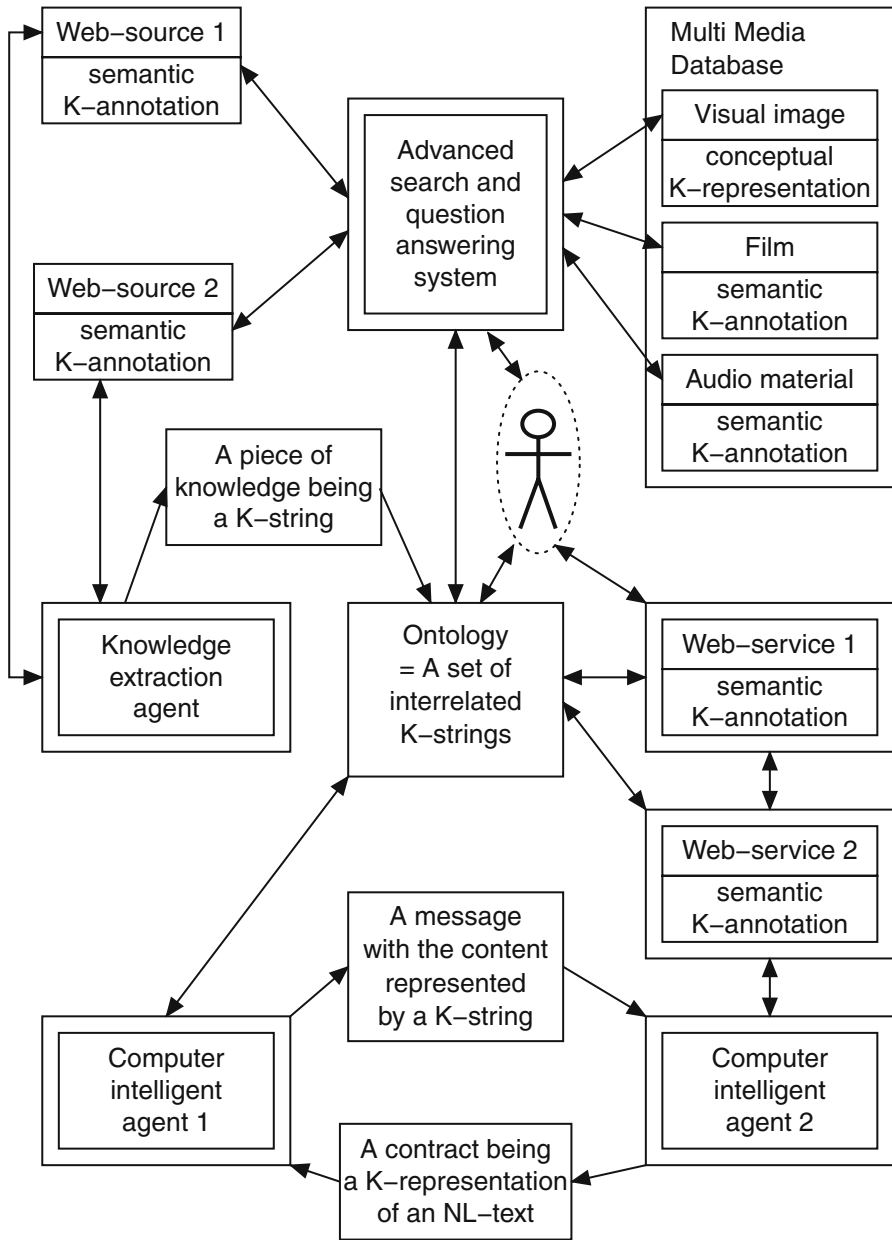 Web−source 1
semantic
K−annotation
Advanced
search and
question
answering
system
Multi Media
Database
Visual image
conceptual
K−representation
Film
semantic
K−annotation
Audio material
semantic
K−annotation
Web−source 2
semantic
K−annotation
A piece of
knowledge being
a K−string
Knowledge
extraction
agent
Ontology
= A set of
interrelated
K−strings
Web−service 1
semantic
K−annotation
Web−service 2
semantic
K−annotation
A message
with the content
represented
by a K−string
Computer
intelligent
agent 1
Computer
intelligent
agent 2
A contract being
a K−representation
of an NL−text